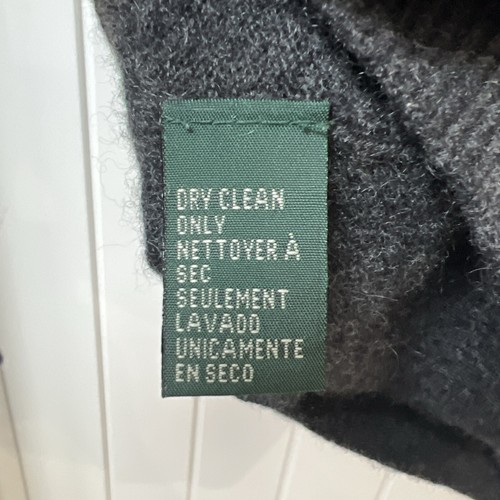 DRY CLEAN
ONLY
NETTOYER À
SEC
SEULEMENT
LAVADO
UNICAMENTE
EN SECO